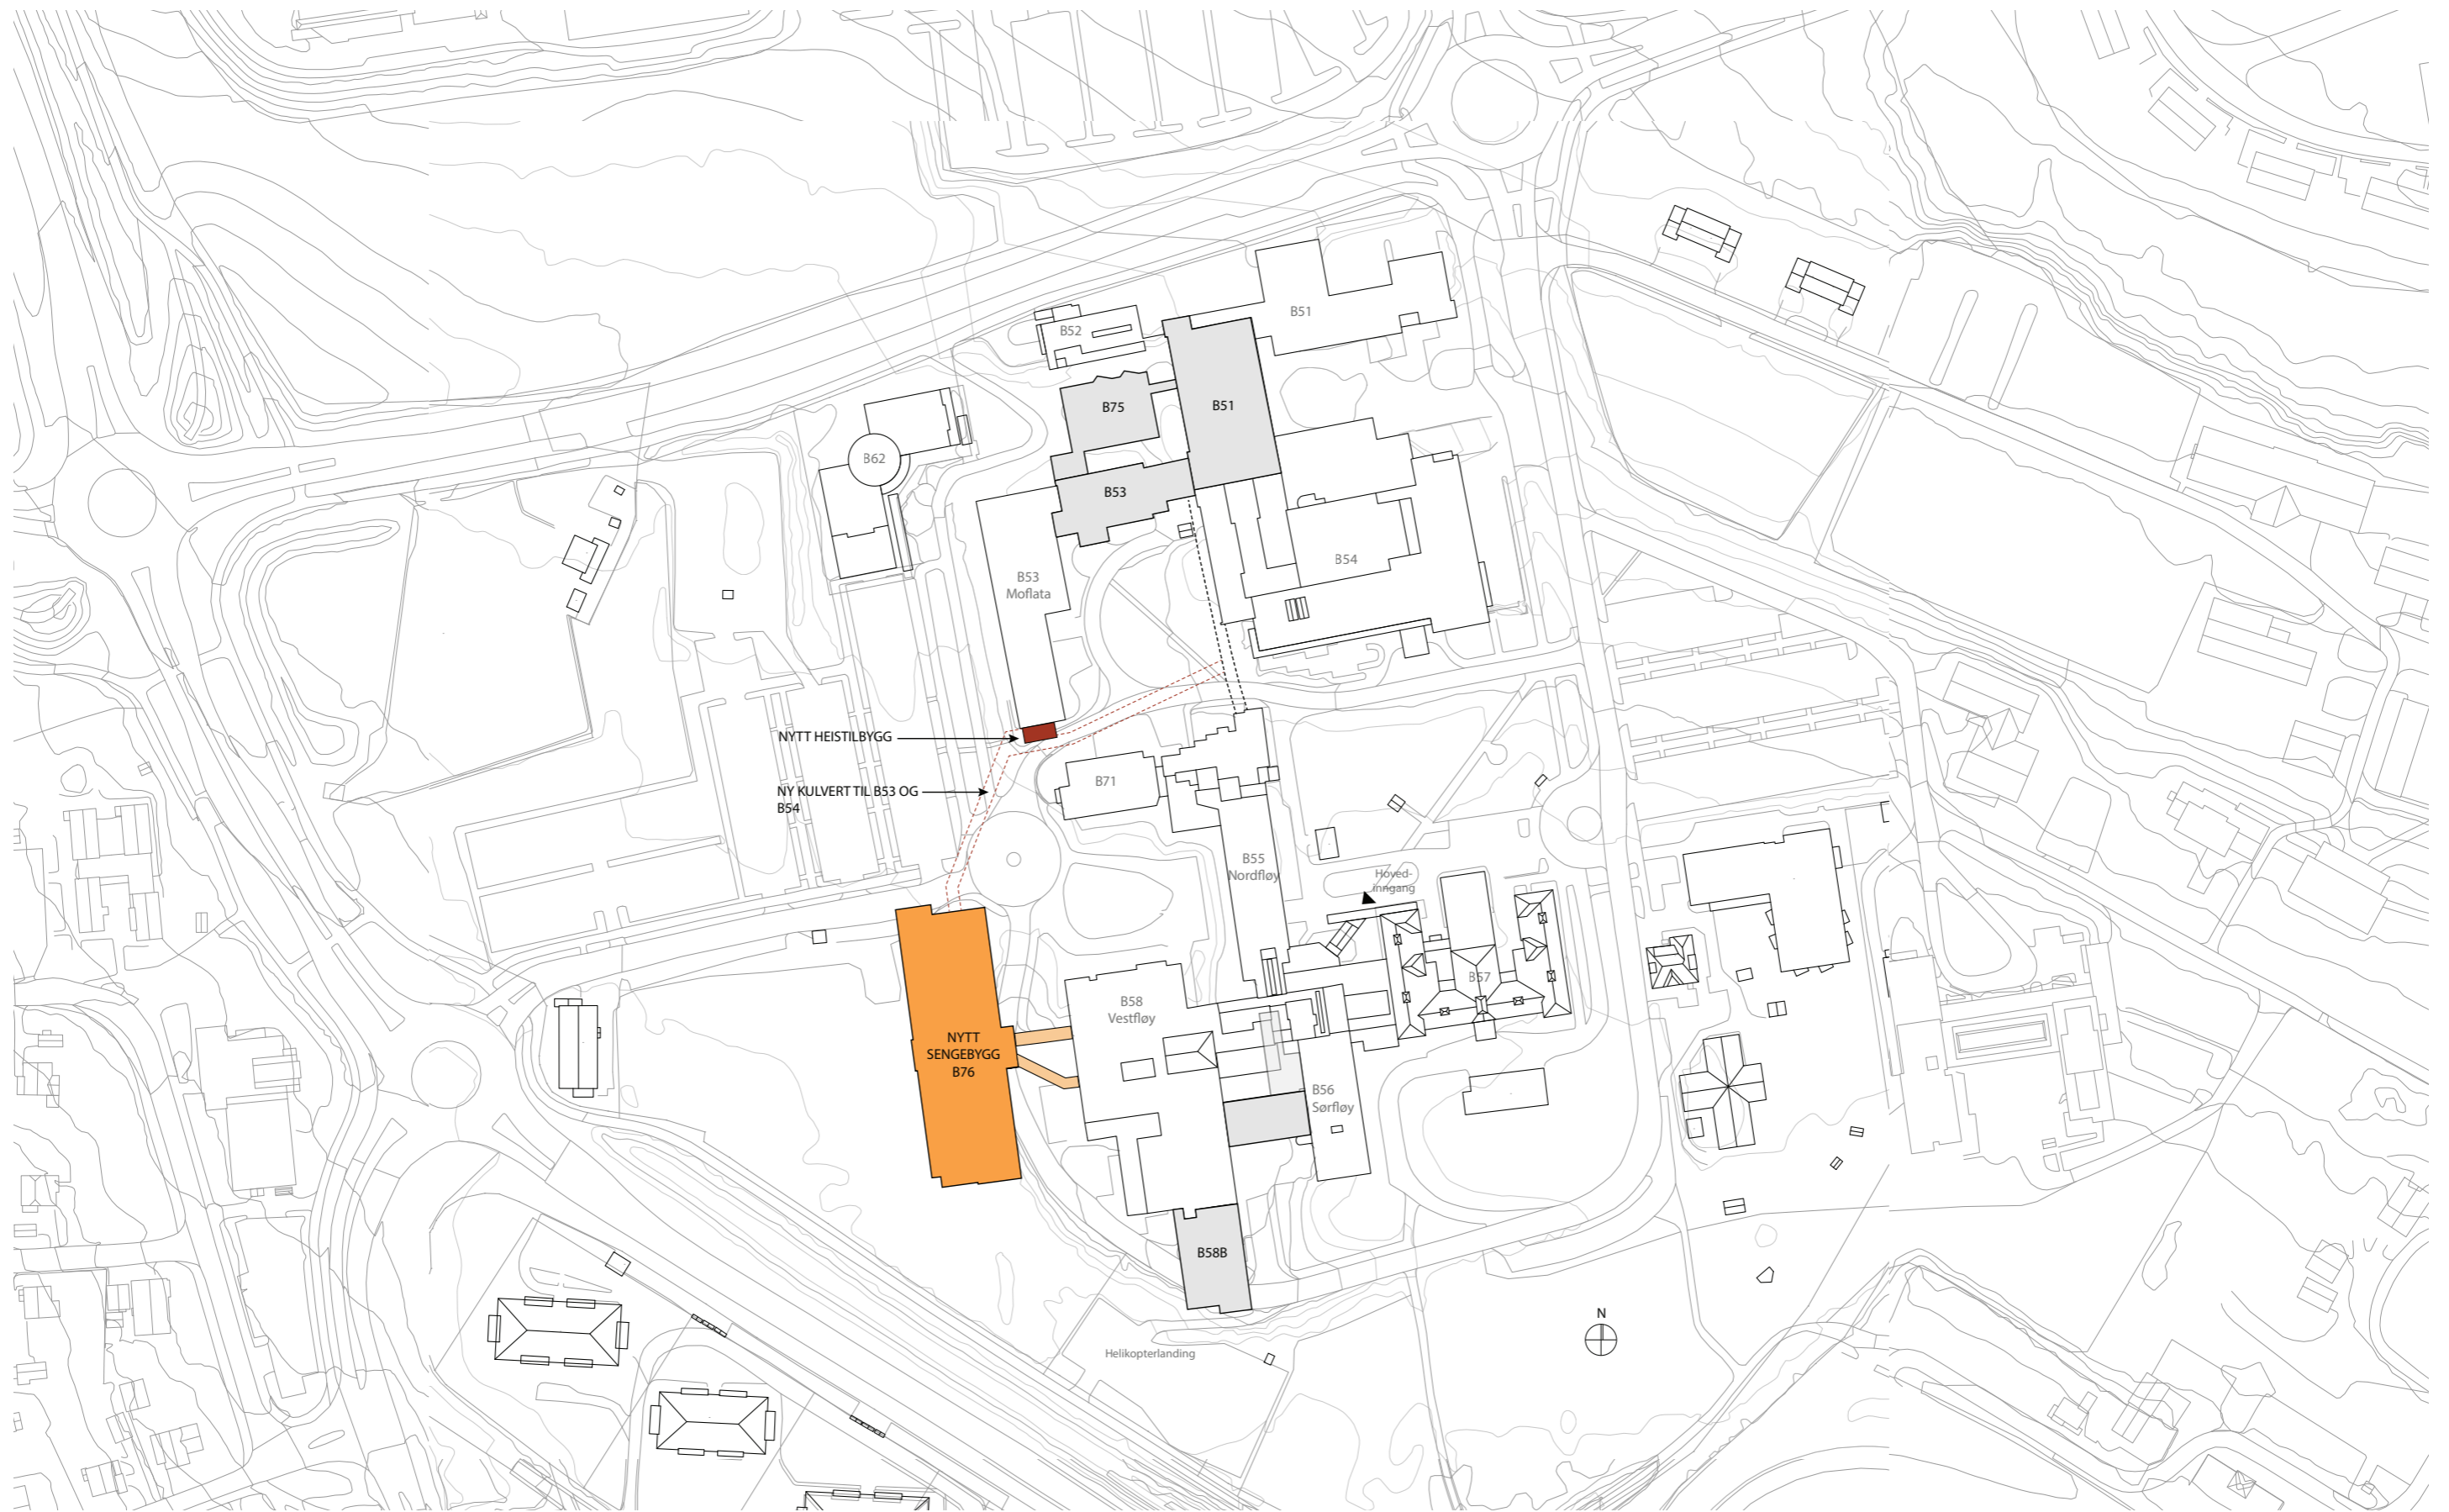 B51
B52
B75
B51
B62
B53
B54
B53
Moflata
NYTT HEISTILBYGG
NY KULVERT TIL B53 OG
B54
B71
B55
Nordfløy
Hoved-
inngang
B57
B58
Vestfløy
NYTT
SENGEBYGG
B76
B56
Sørfløy
B58B
N
Helikopterlanding